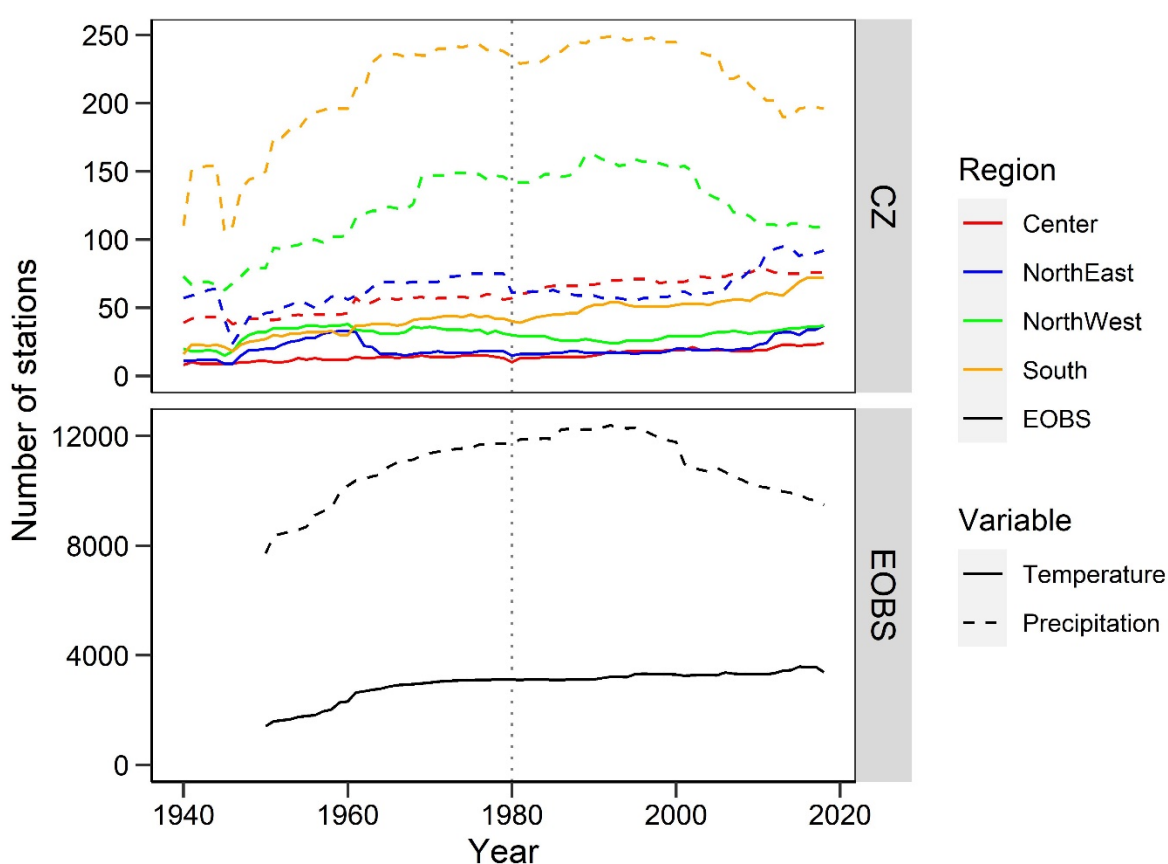 Number of stations
250
200
150
100
50
0
CZ
12000
8000
4000
0
EOBS
1940
1960
1980
2000
2020
Year
Region
Center
NorthEast
NorthWest
South
EOBS
Variable
Temperature
Precipitation